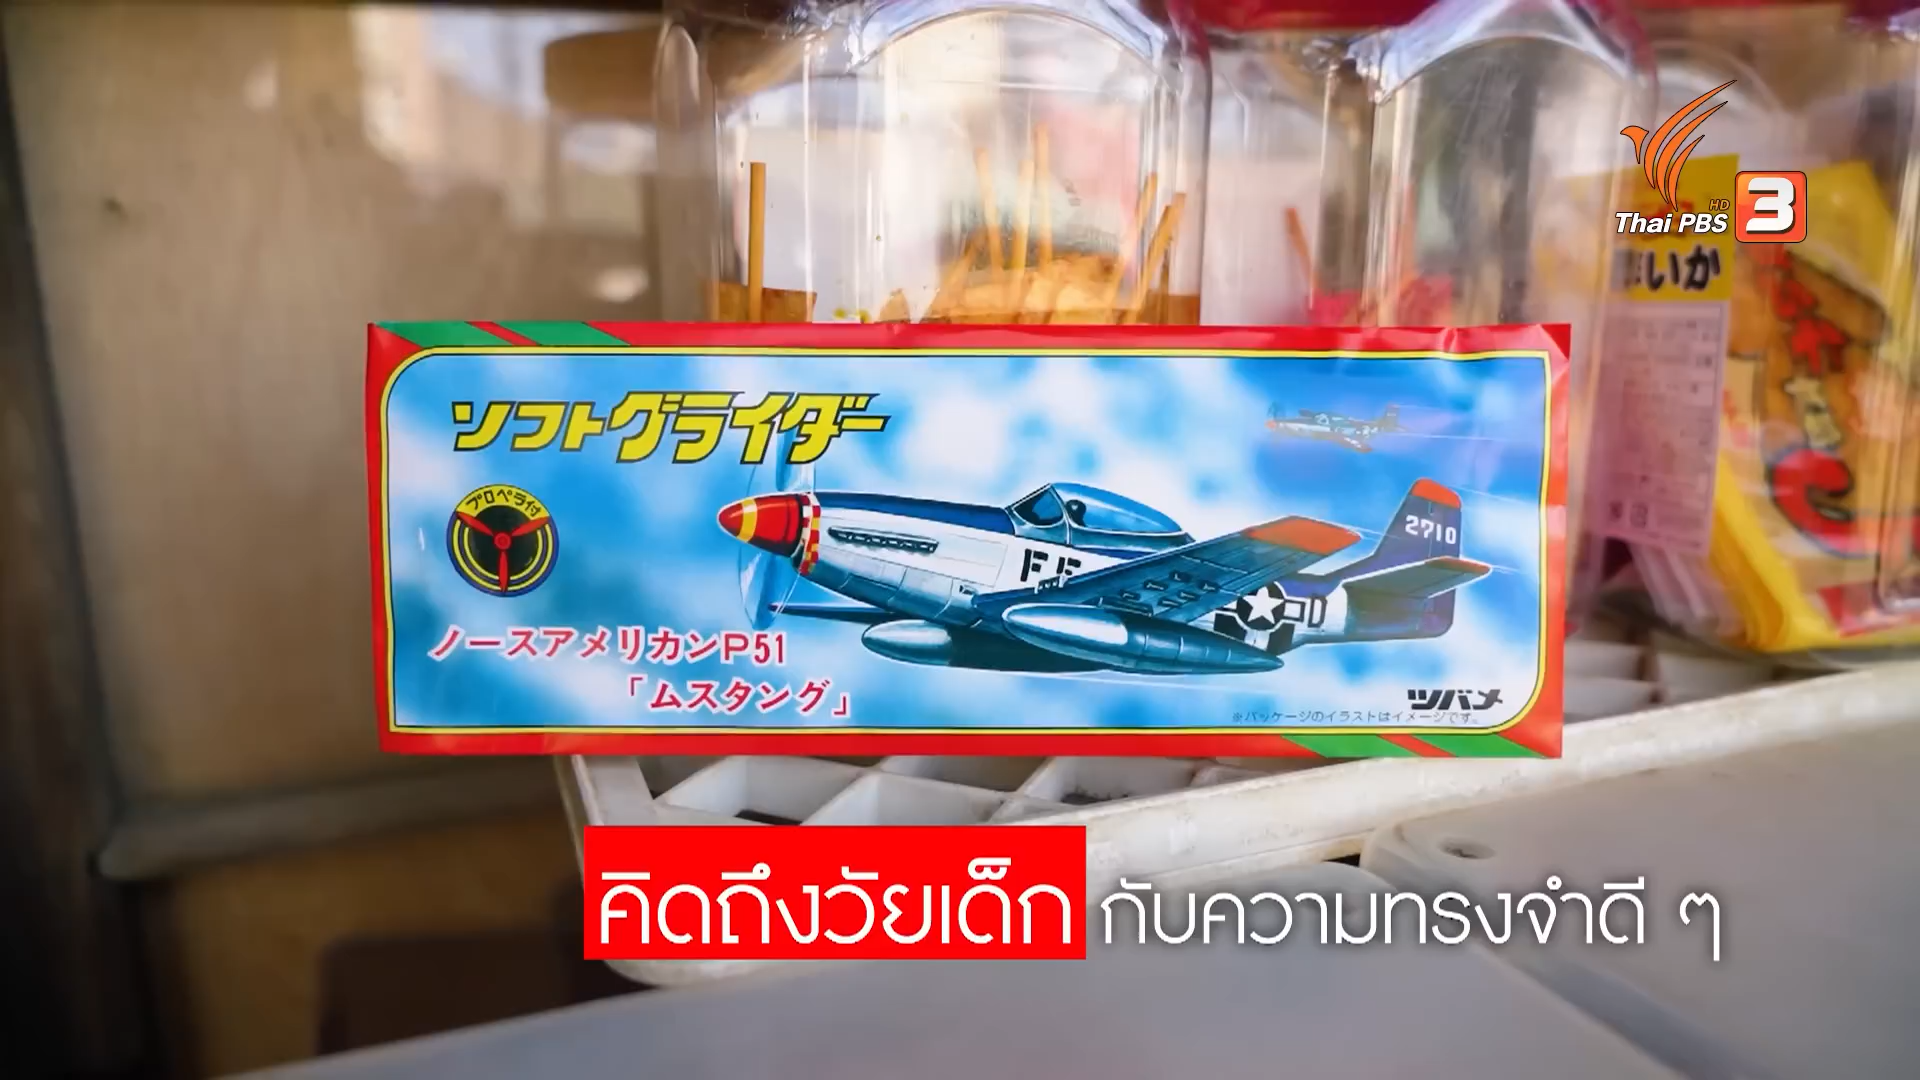 Thai PBS HD 3
いか
ソフトグライダー
プロペラ付
2710
FF
D
ノースアメリカンP51
「ムスタング」
ツバメ
※パッケージのイラストはイメージです。
คิดถึงวัยเด็ก กับความทรงจำดี ๆ